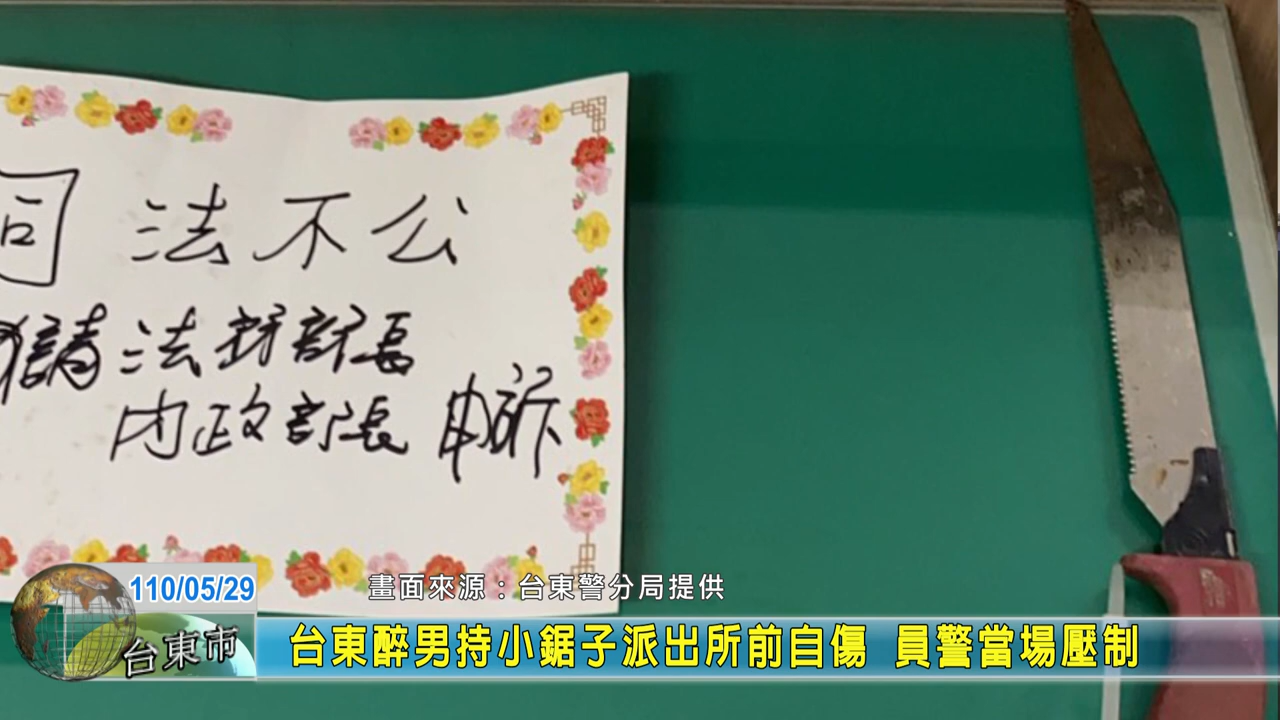 司法不公
請法務部長
內政部長 申訴
110/05/29
畫面來源：台東警分局提供
台東市
台東醉男持小鋸子派出所前自傷 員警當場壓制